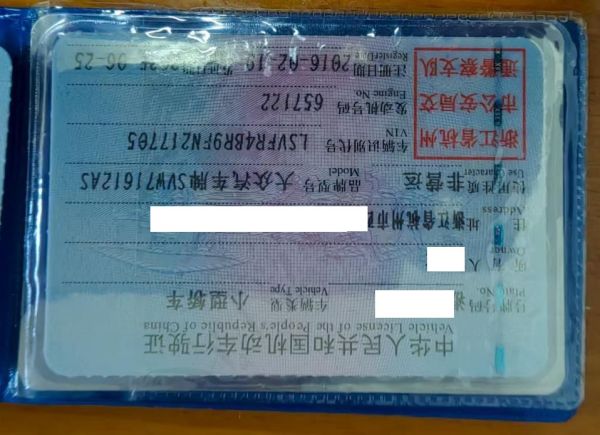 中华人民共和国机动车行驶证
Vehicle License of the People's Republic of China
号牌号码 车辆类型 小型轿车
Plate No. Vehicle Type
所有人
Owner
住址 浙江省杭州市
Address
使用性质 非营运 品牌型号 大众汽车牌SVW71612AS
Use Character Model
浙江省杭州
市公安局交
通警察支队
车辆识别代号 LSVFR4BR9FN217705
VIN
发动机号码 657122
Engine No.
注册日期 2016-02-19 发证日期
Register Date